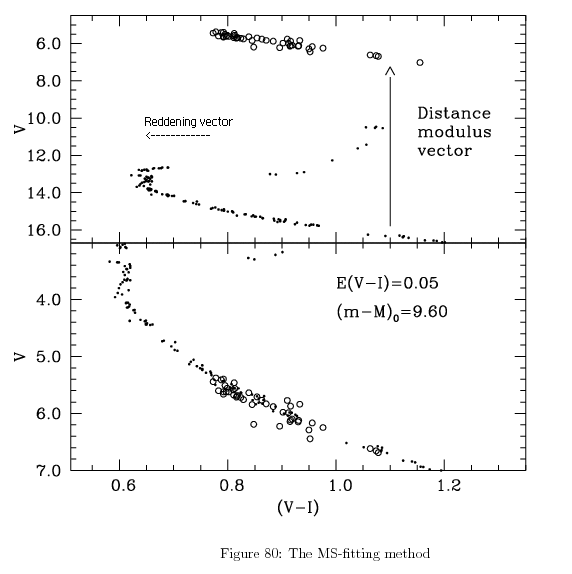 6.0
8.0
10.0
12.0
14.0
16.0
V
Reddening vector
Distance
modulus
vector
4.0
5.0
6.0
7.0
V
E(V−I)=0.05
(m−M)₀=9.60
0.6 0.8 1 1.2
(V−I)
Figure 80: The MS-fitting method